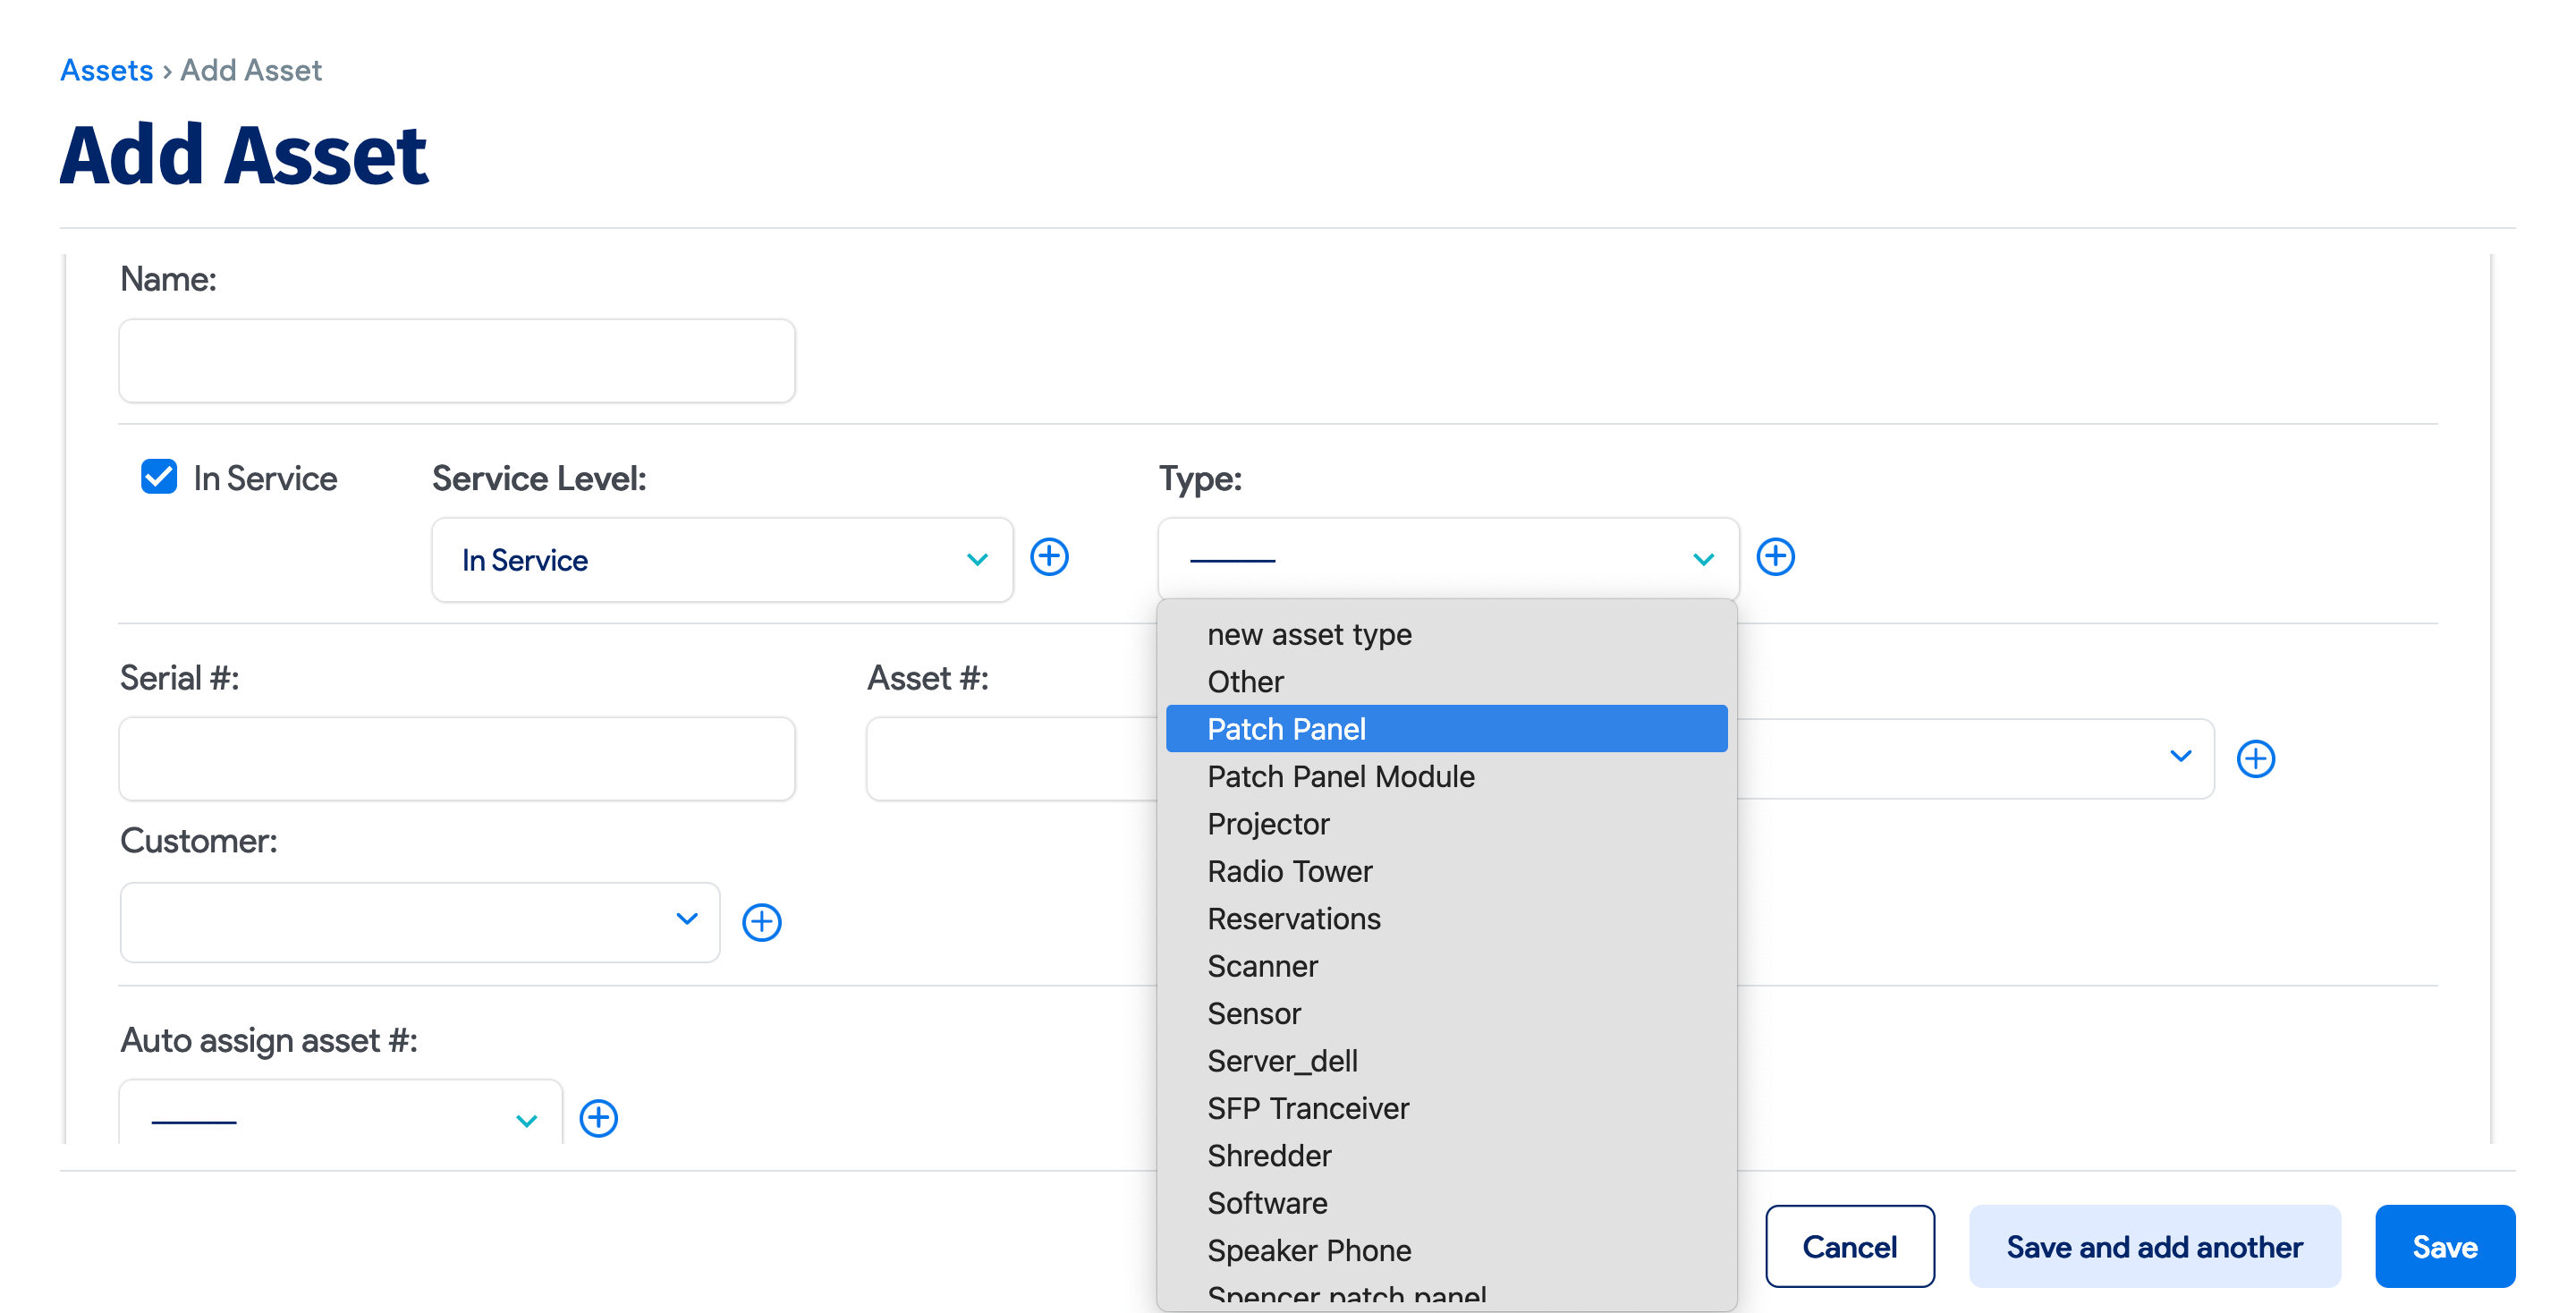 Assets › Add Asset
Add Asset
Name:
In Service
Service Level:
Type:
In Service
new asset type
Other
Patch Panel
Patch Panel Module
Projector
Radio Tower
Reservations
Scanner
Sensor
Server_dell
SFP Tranceiver
Shredder
Software
Speaker Phone
Spencer patch panel
Serial #:
Asset #:
Customer:
Auto assign asset #:
Cancel
Save and add another
Save